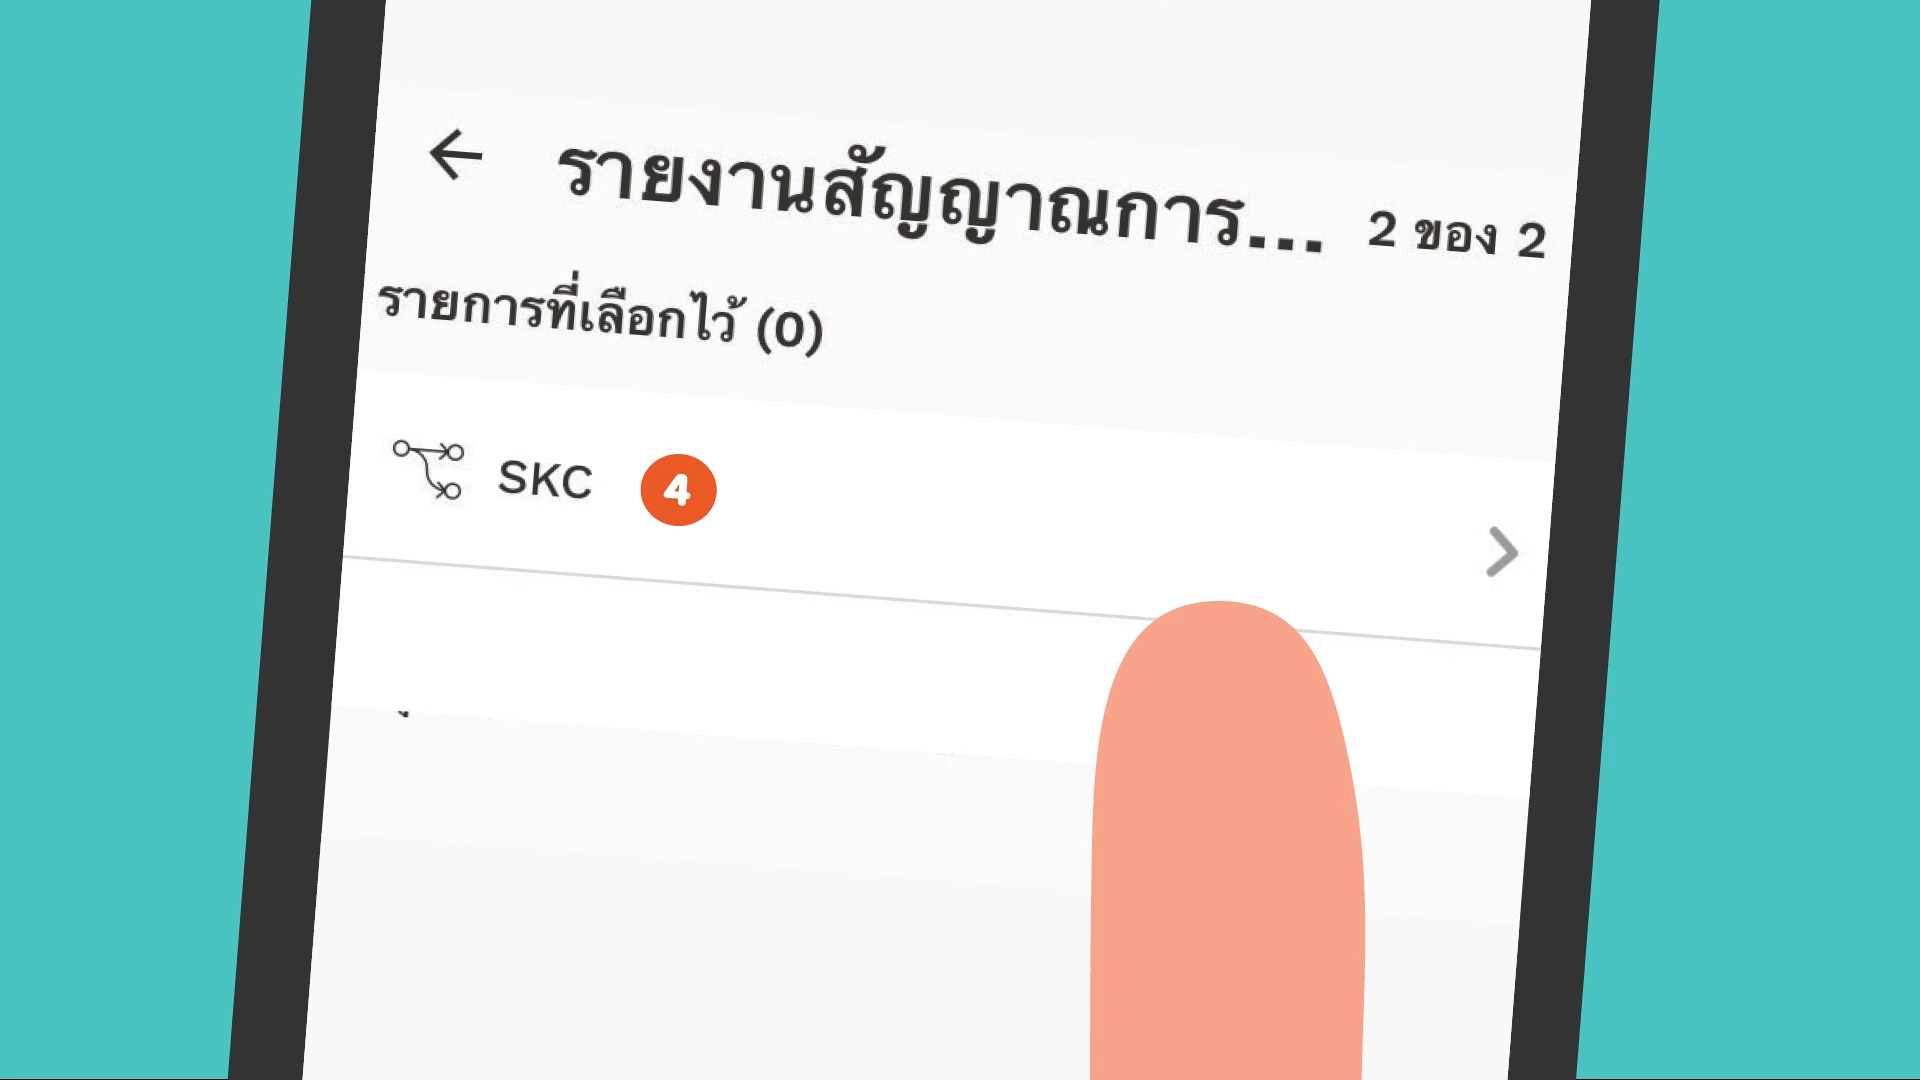 รายงานสัญญาณการ... 2 ของ 2
รายการที่เลือกไว้ (0)
SKC 4